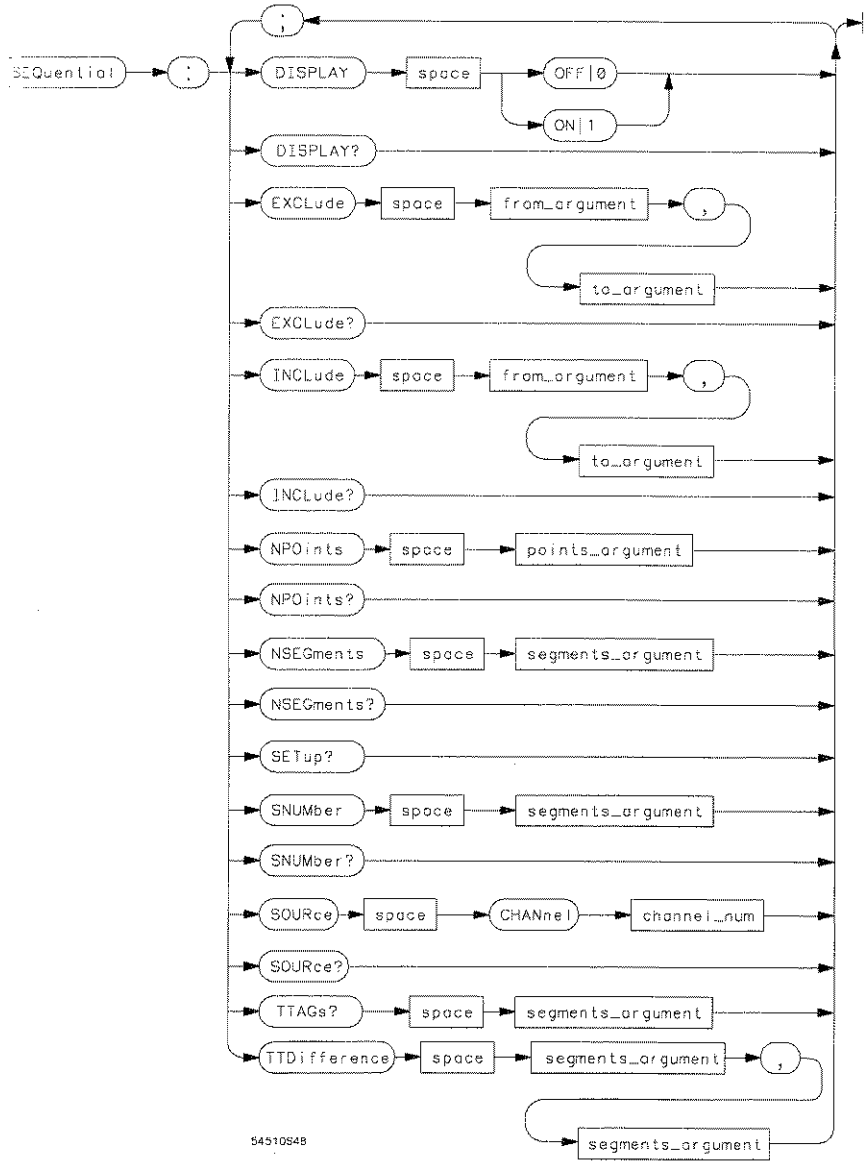 ;
SEQuential : DISPLAY space OFF|0
ON|1
DISPLAY?
EXCLude space from_argument ,
to_argument
EXCLude?
INCLude space from_argument ,
to_argument
INCLude?
NPOints space points_argument
NPOints?
NSEGments space segments_argument
NSEGments?
SETup?
SNUMber space segments_argument
SNUMber?
SOURce space CHANnel channel_num
SOURce?
TTAGs? space segments_argument
TTDifference space segments_argument ,
segments_argument
54510S48